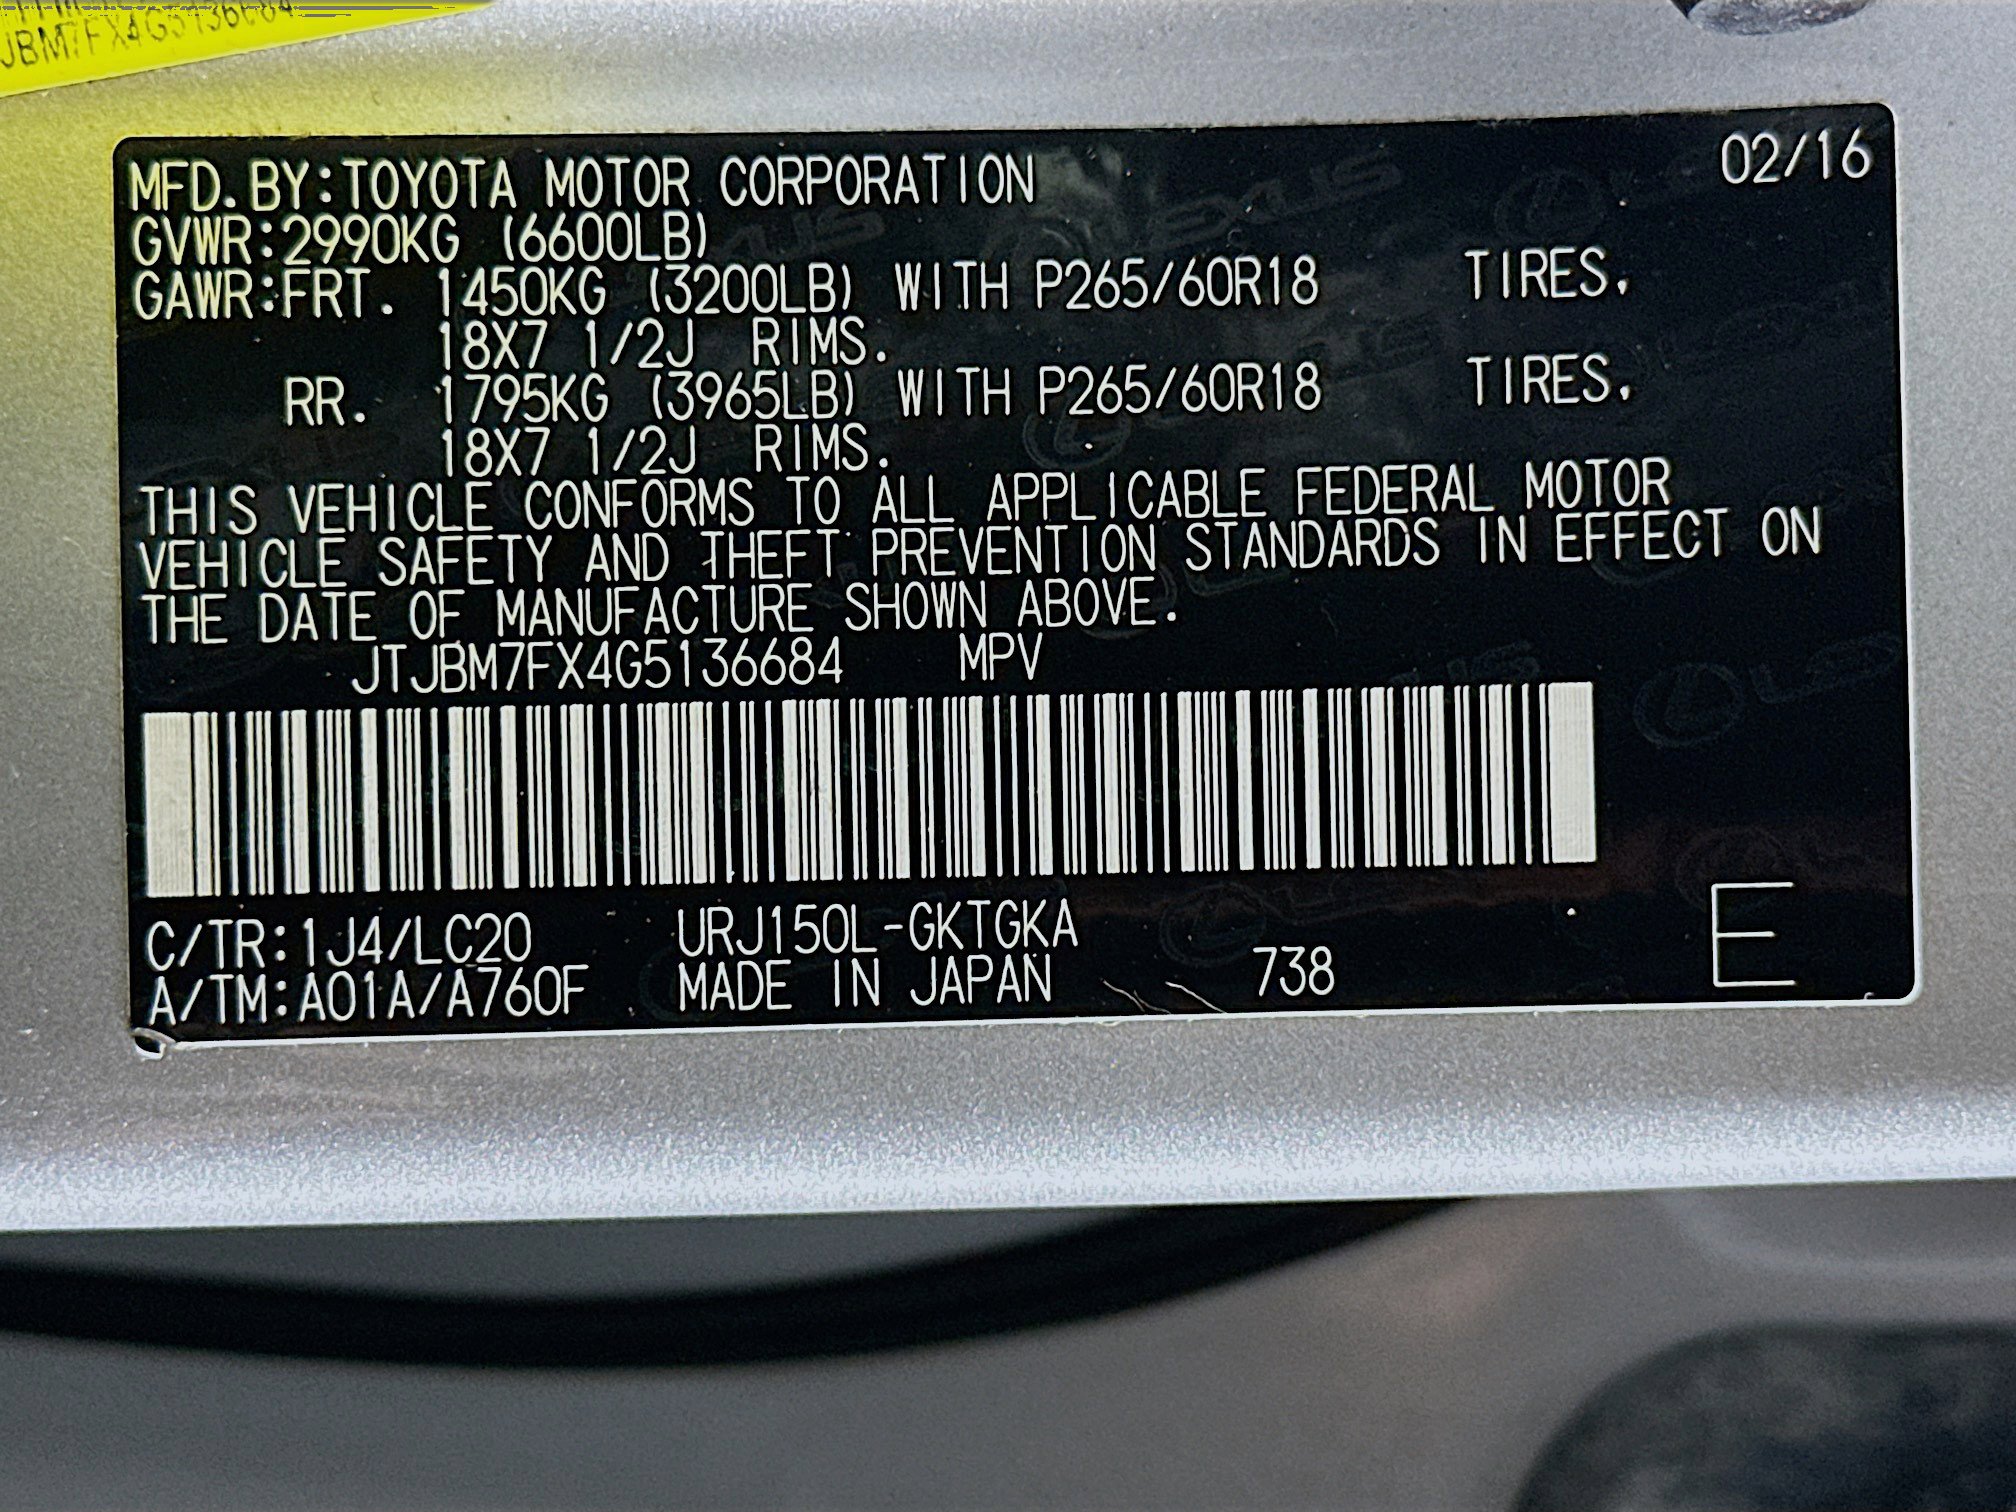 JBM7FX4G5136684
MFD.BY:TOYOTA MOTOR CORPORATION 02/16
GVWR:2990KG (6600LB)
GAWR:FRT. 1450KG (3200LB) WITH P265/60R18 TIRES,
18X7 1/2J RIMS.
RR. 1795KG (3965LB) WITH P265/60R18 TIRES,
18X7 1/2J RIMS.
THIS VEHICLE CONFORMS TO ALL APPLICABLE FEDERAL MOTOR
VEHICLE SAFETY AND THEFT PREVENTION STANDARDS IN EFFECT ON
THE DATE OF MANUFACTURE SHOWN ABOVE.
JTJBM7FX4G5136684 MPV
C/TR:1J4/LC20 URJ150L-GKTGKA
A/TM:A01A/A760F MADE IN JAPAN 738 E